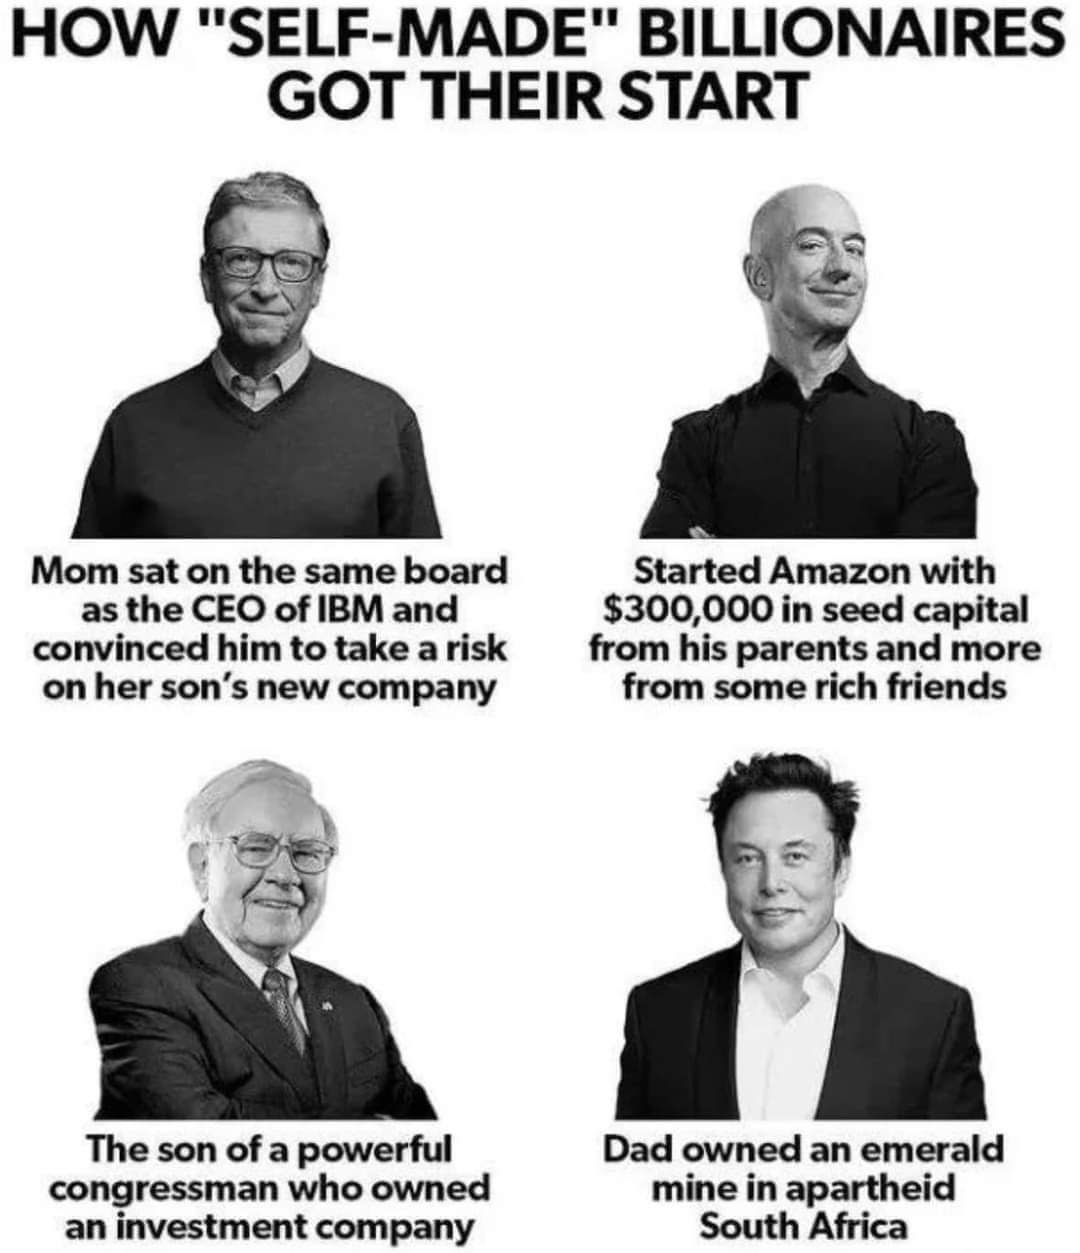 HOW "SELF-MADE" BILLIONAIRES
GOT THEIR START
Mom sat on the same board
as the CEO of IBM and
convinced him to take a risk
on her son's new company
Started Amazon with
$300,000 in seed capital
from his parents and more
from some rich friends
The son of a powerful
congressman who owned
an investment company
Dad owned an emerald
mine in apartheid
South Africa